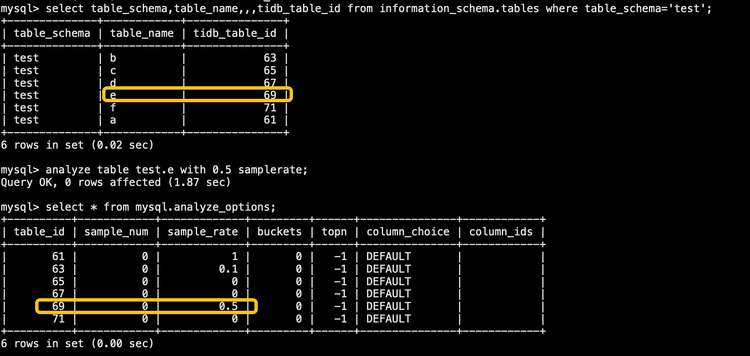 mysql> select table_schema,table_name,,,tidb_table_id from information_schema.tables where table_schema='test';
+--------------+------------+---------------+
| table_schema | table_name | tidb_table_id |
+--------------+------------+---------------+
| test         | b          |            63 |
| test         | c          |            65 |
| test         | d          |            67 |
| test         | e          |            69 |
| test         | f          |            71 |
| test         | a          |            61 |
+--------------+------------+---------------+
6 rows in set (0.02 sec)
mysql> analyze table test.e with 0.5 samplerate;
Query OK, 0 rows affected (1.87 sec)
mysql> select * from mysql.analyze_options;
+----------+------------+-------------+---------+------+---------------+------------+
| table_id | sample_num | sample_rate | buckets | topn | column_choice | column_ids |
+----------+------------+-------------+---------+------+---------------+------------+
|       61 |          0 |           1 |       0 |   -1 | DEFAULT       |            |
|       63 |          0 |         0.1 |       0 |   -1 | DEFAULT       |            |
|       65 |          0 |           0 |       0 |   -1 | DEFAULT       |            |
|       67 |          0 |           0 |       0 |   -1 | DEFAULT       |            |
|       69 |          0 |         0.5 |       0 |   -1 | DEFAULT       |            |
|       71 |          0 |           0 |       0 |   -1 | DEFAULT       |            |
+----------+------------+-------------+---------+------+---------------+------------+
6 rows in set (0.00 sec)